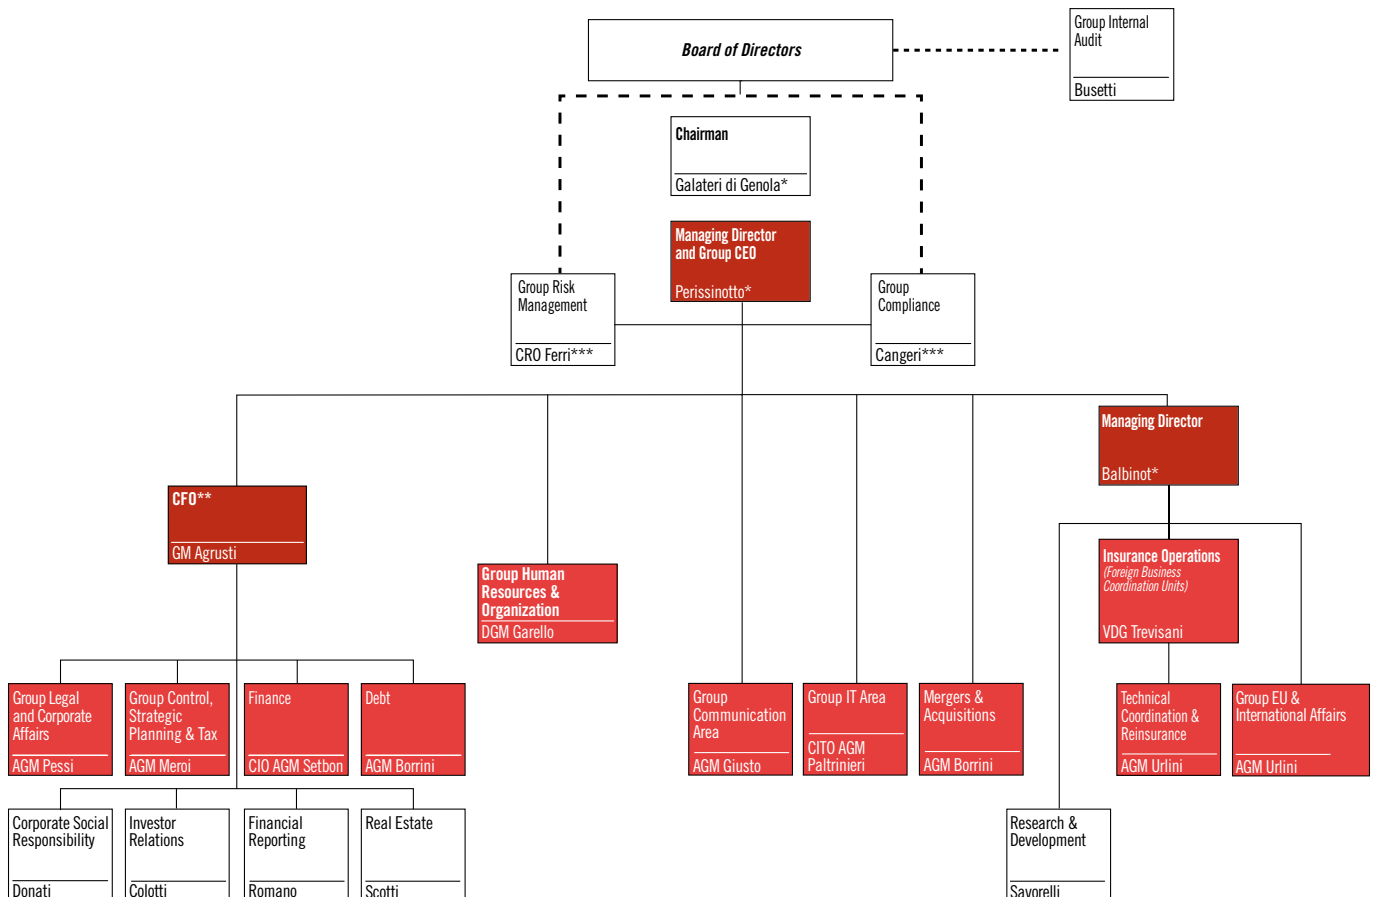 Board of Directors
Group Internal
Audit
Busetti
Chairman
Galateri di Genola*
Managing Director
and Group CEO
Perissinotto*
Group Risk
Management
CRO Ferri***
Group
Compliance
Cangeri***
Managing Director
Balbinot*
CFO**
GM Agrusti
Group Human
Resources &
Organization
DGM Garello
Insurance Operations
(Foreign Business
Coordination Units)
VDG Trevisani
Group Legal
and Corporate
Affairs
AGM Pessi
Group Control,
Strategic
Planning & Tax
AGM Meroi
Finance
CIO AGM Setbon
Debt
AGM Borrini
Group
Communication
Area
AGM Giusto
Group IT Area
CITO AGM
Paltrinieri
Mergers &
Acquisitions
AGM Borrini
Technical
Coordination &
Reinsurance
AGM Urlini
Group EU &
International Affairs
AGM Urlini
Corporate Social
Responsibility
Donati
Investor
Relations
Colotti
Financial
Reporting
Romano
Real Estate
Scotti
Research &
Development
Savorelli